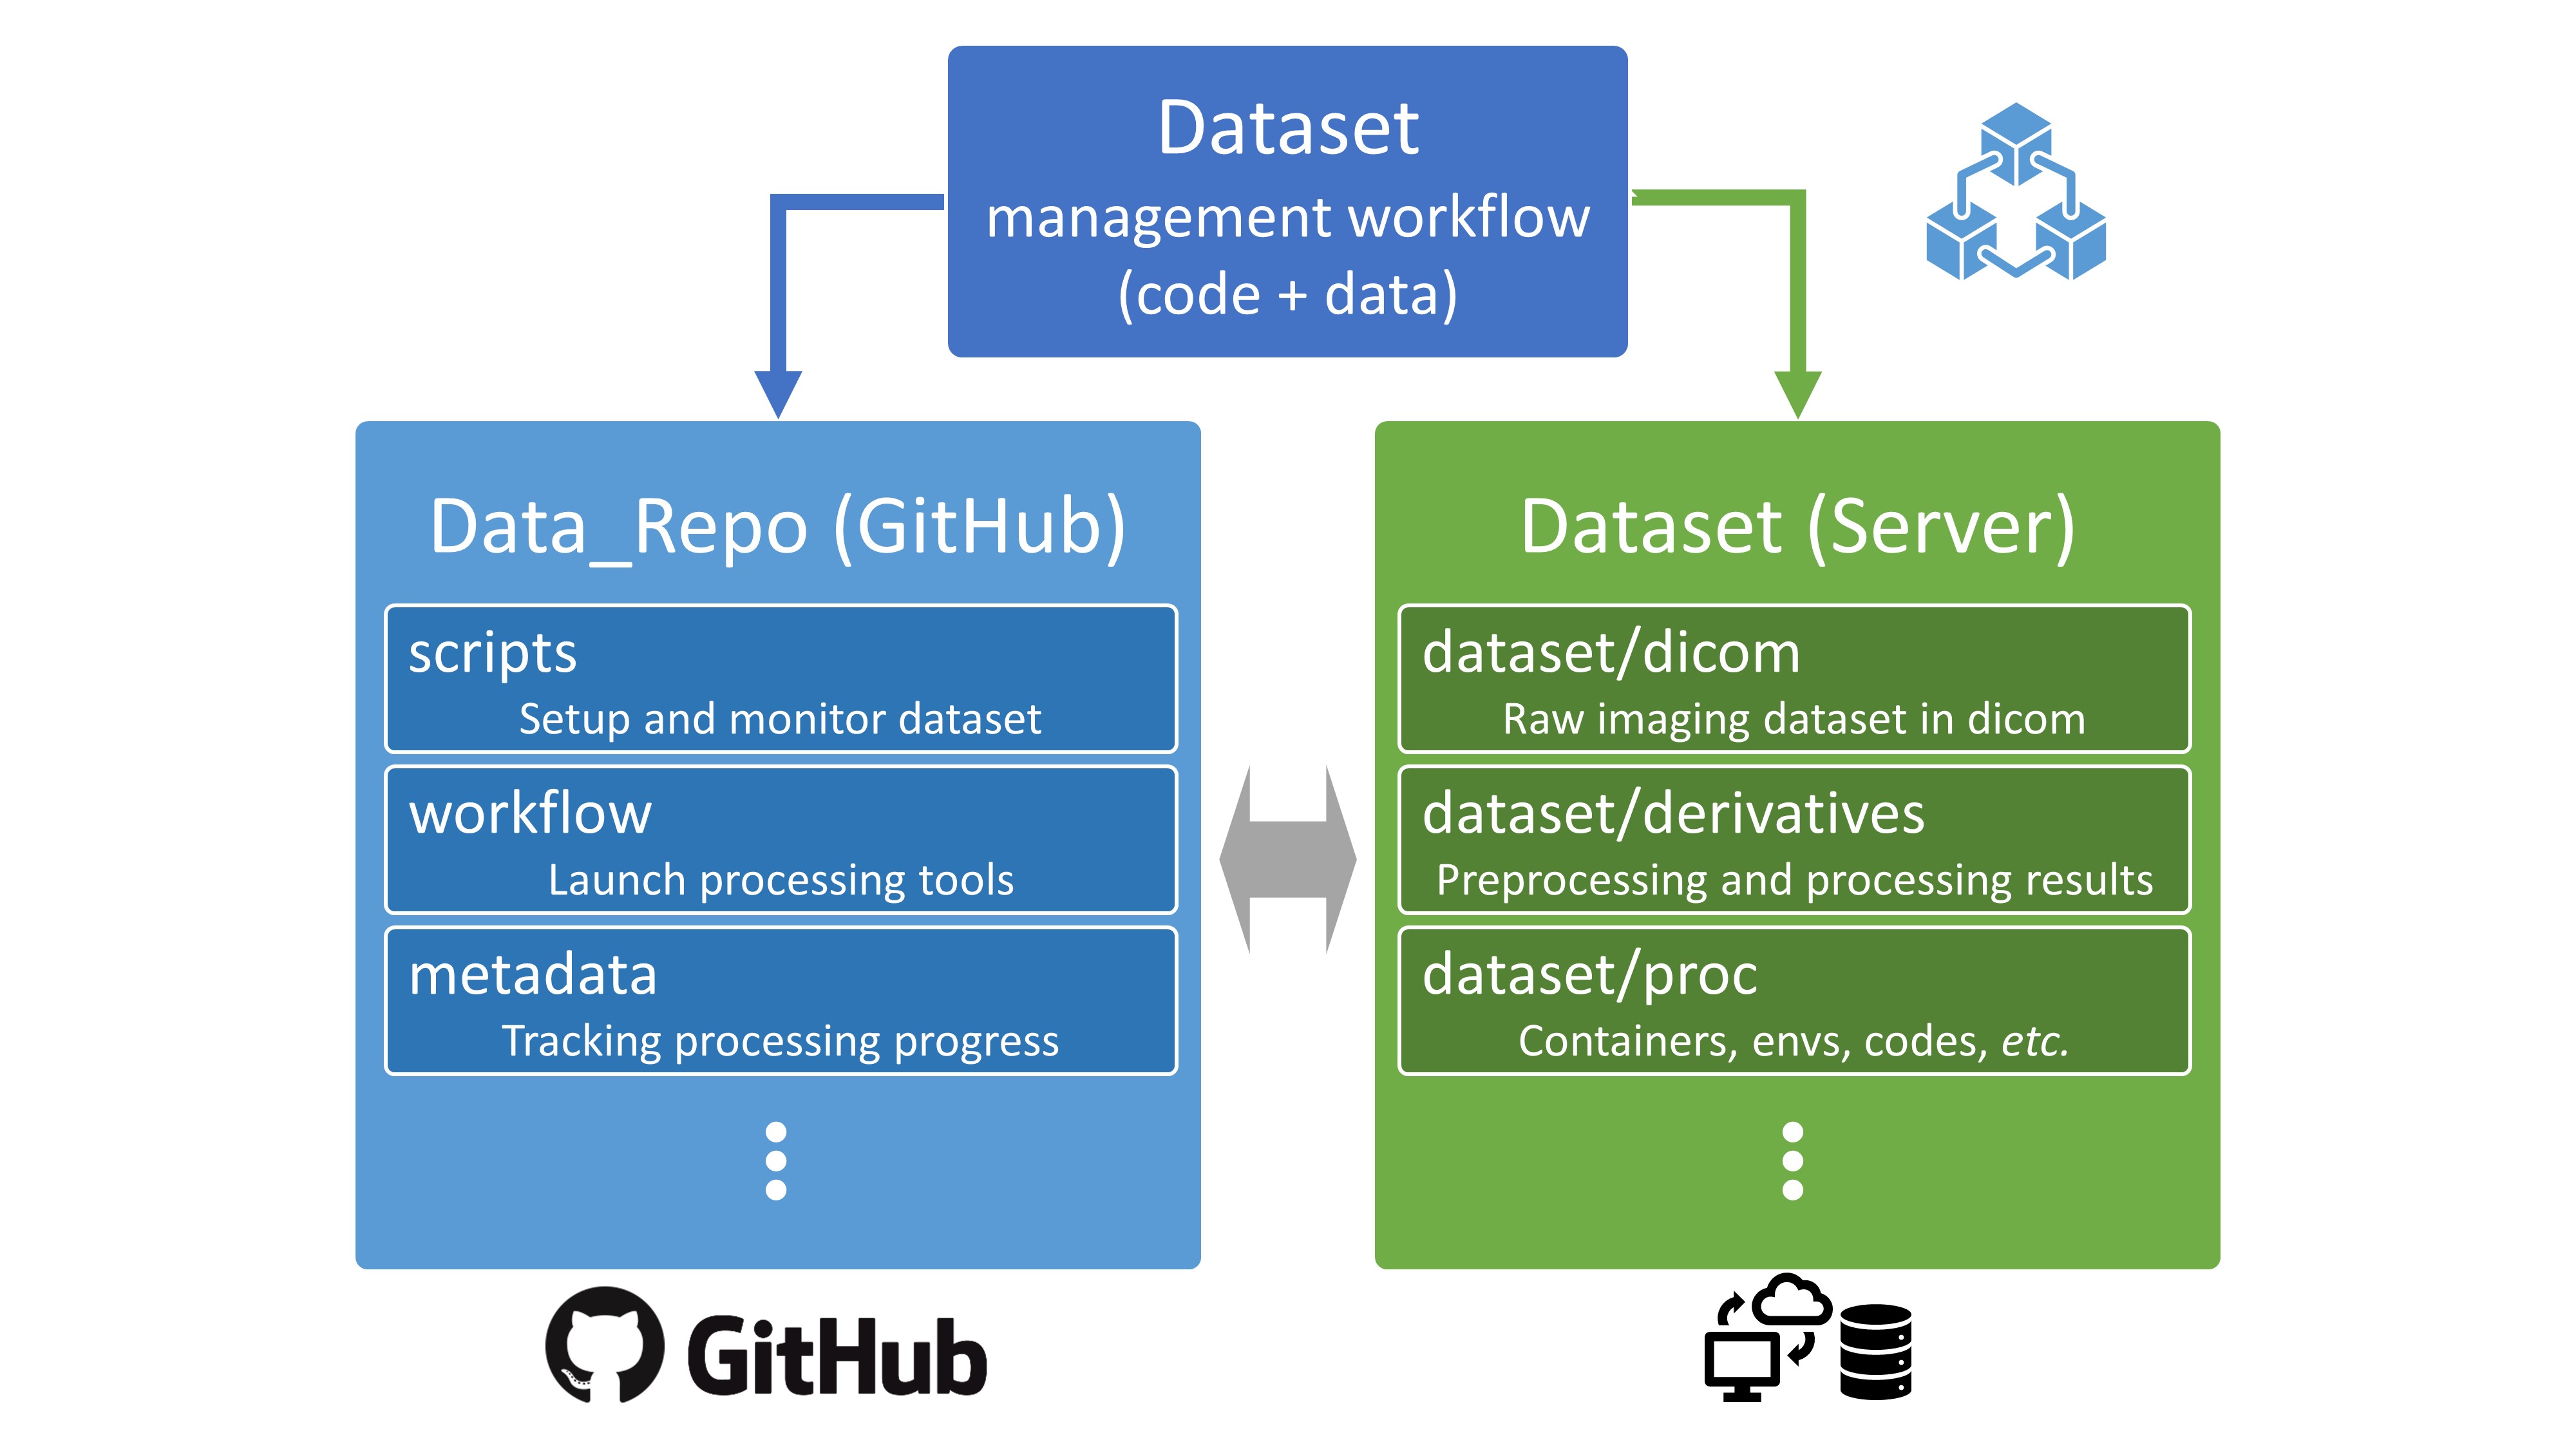 Dataset
management workflow
(code + data)
Data_Repo (GitHub)
scripts
Setup and monitor dataset
workflow
Launch processing tools
metadata
Tracking processing progress
Dataset (Server)
dataset/dicom
Raw imaging dataset in dicom
dataset/derivatives
Preprocessing and processing results
dataset/proc
Containers, envs, codes, etc.
GitHub